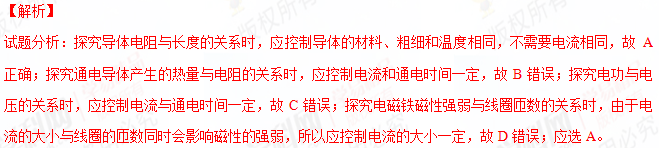 【解析】
试题分析：探究导体电阻与长度的关系时，应控制导体的材料、粗细和温度相同，不需要电流相同，故 A
正确；探究通电导体产生的热量与电阻的关系时，应控制电流和通电时间一定，故 B 错误；探究电功与电
压的关系时，应控制电流与通电时间一定，故 C 错误；探究电磁铁磁性强弱与线圈匝数的关系时，由于电
流的大小与线圈的匝数同时会影响磁性的强弱，所以应控制电流的大小一定，故 D 错误；应选 A。